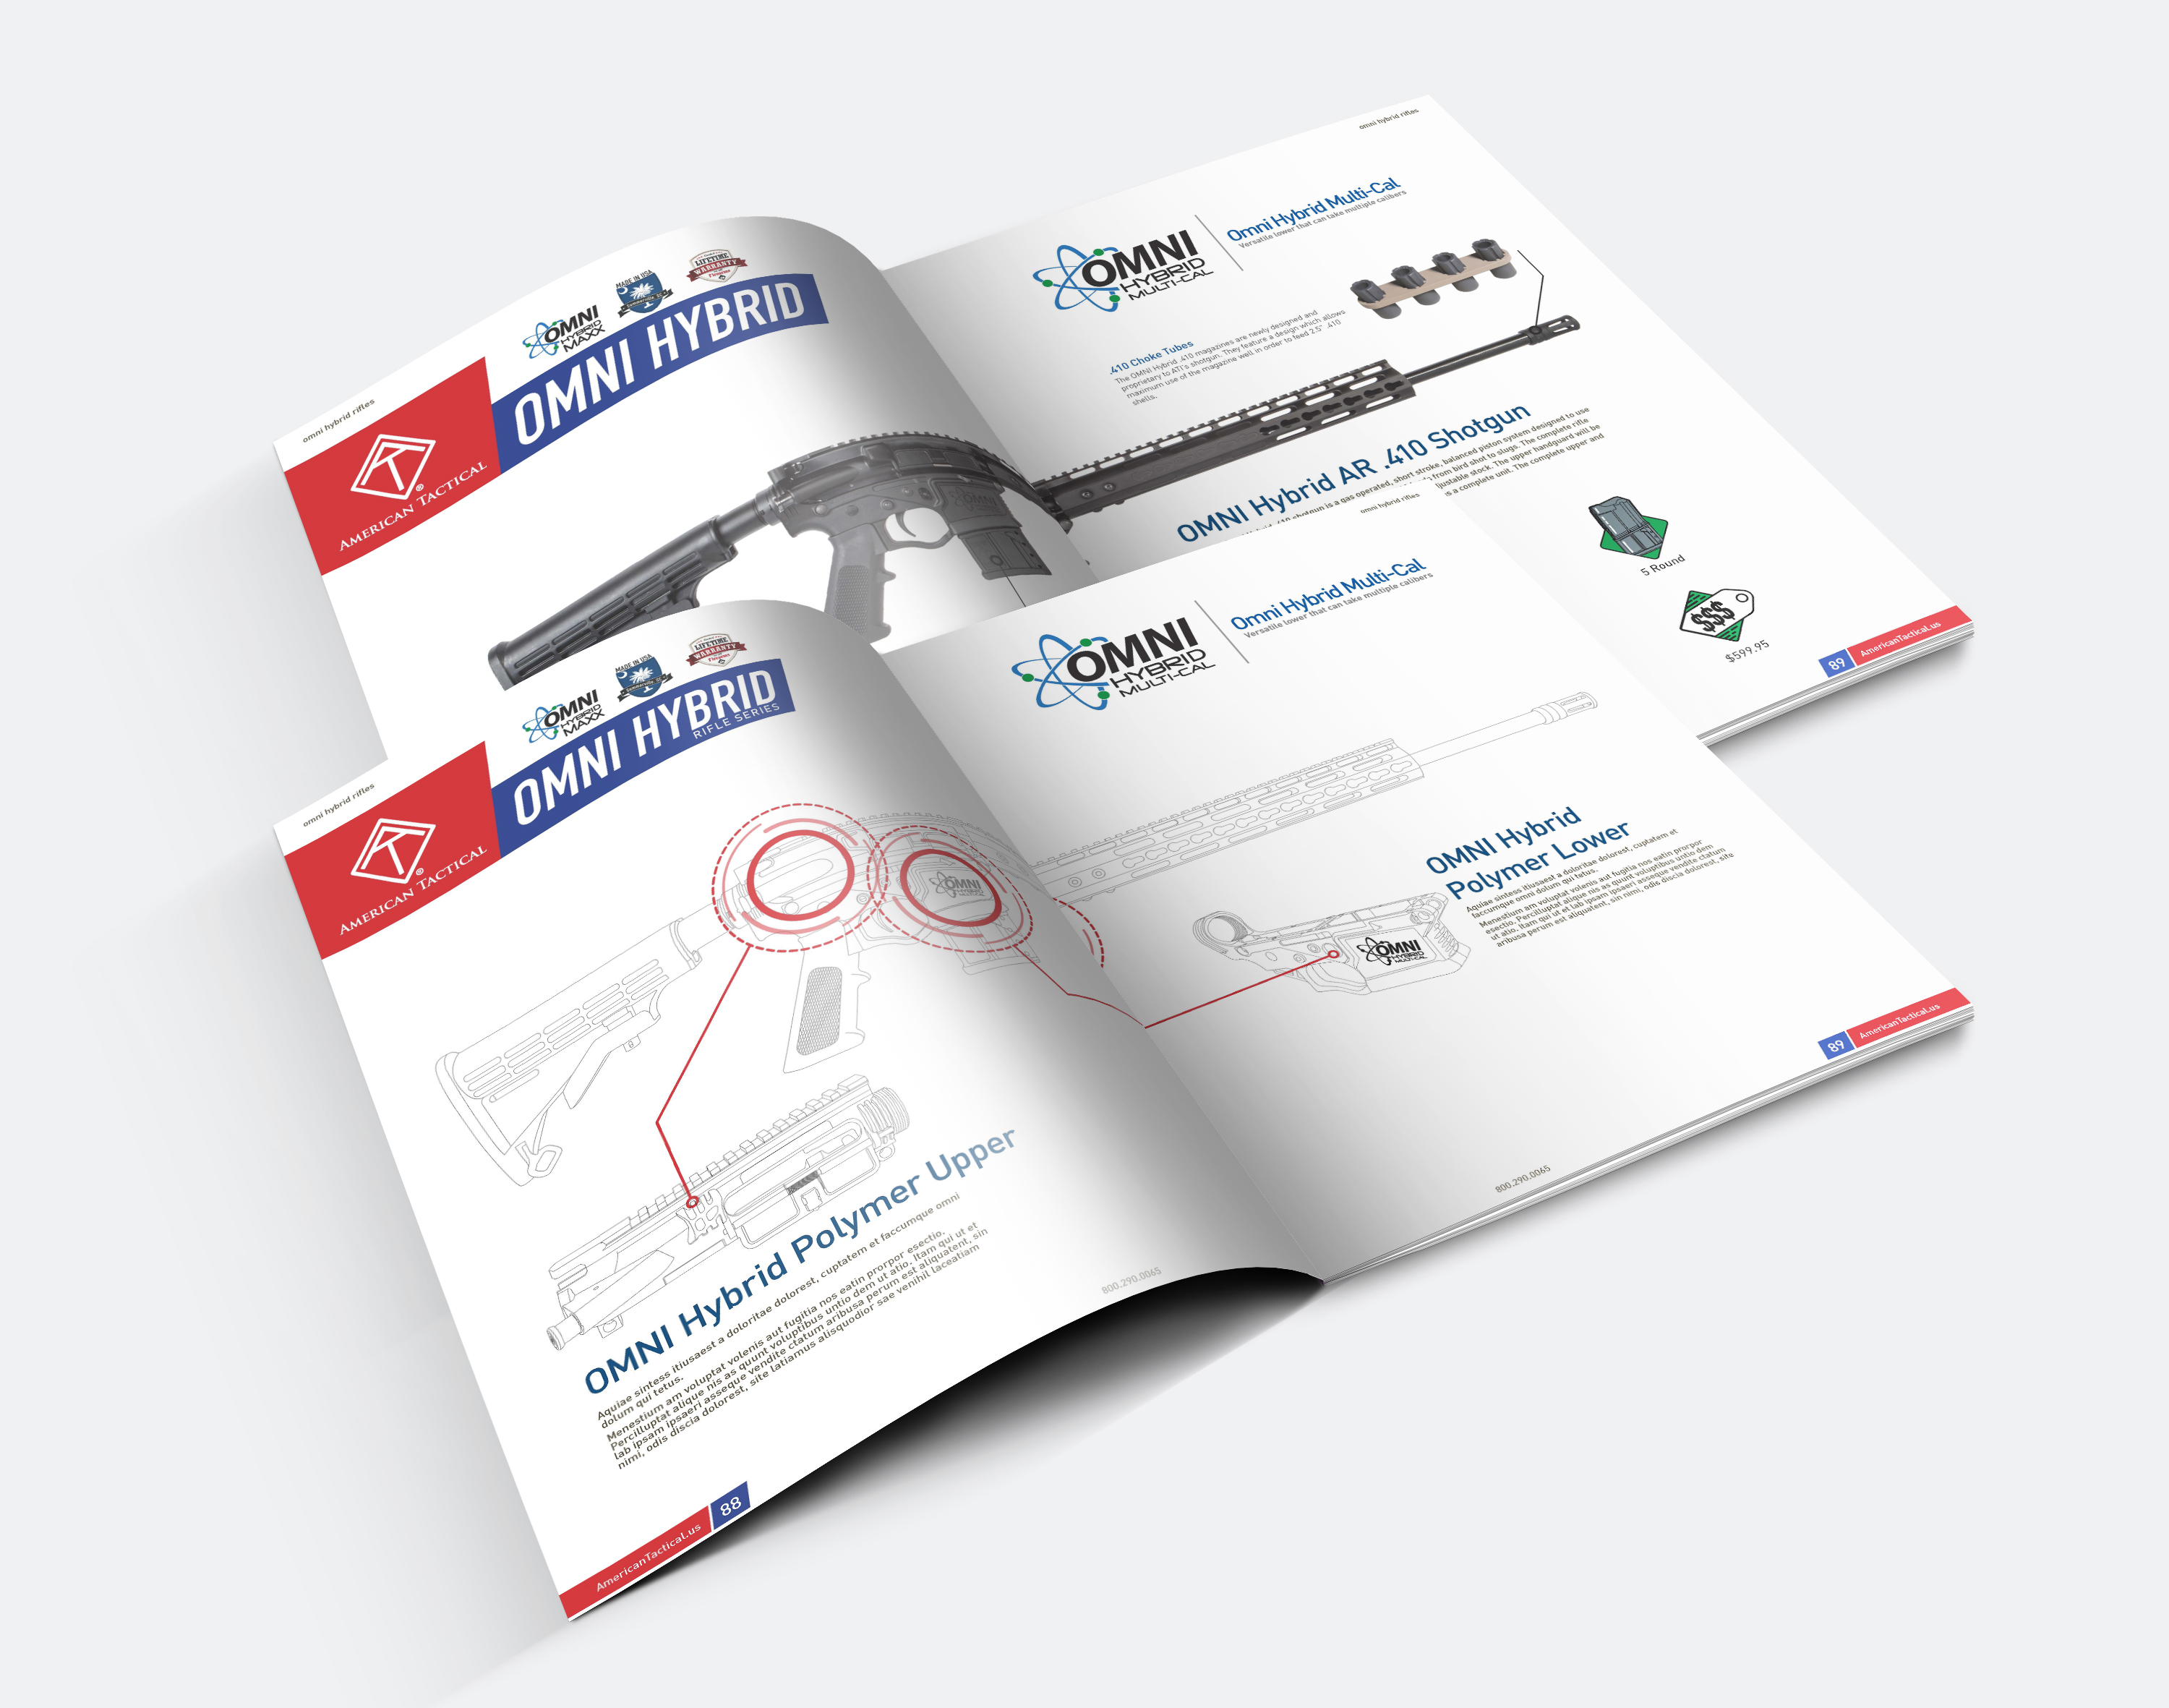 omni hybrid rifles
AMERICAN TACTICAL
®
OMNI
HYBRID
MAXX
MADE IN USA
LIFETIME
WARRANTY
OMNI HYBRID
omni hybrid rifles
OMNI
HYBRID
MULTI-CAL
Omni Hybrid Multi-Cal
Versatile lower that can take multiple calibers
.410 Choke Tubes
The OMNI Hybrid .410 magazines are newly designed and
proprietary to ATI's shotgun. They feature a design which allows
maximum use of the magazine well in order to feed 2.5" .410
shells.
OMNI Hybrid AR .410 Shotgun
.410 shotgun is a gas operated, short stroke, balanced piston system designed to use
from bird shot to slugs. The complete rifle
stock. The upper handguard will be
s a complete unit. The complete upper and
5 Round
$$$
$599.95
89
AmericanTactical.us
omni hybrid rifles
AMERICAN TACTICAL
®
OMNI
HYBRID
MAXX
MADE IN USA
LIFETIME
WARRANTY
OMNI HYBRID
RIFLE SERIES
OMNI
OMNI Hybrid Polymer Upper
Aquiae sintess itiusaest a doloritae dolorest, cuptatem et faccumque omni
dolum qui tetus.
Menestium am voluptat volenis aut fugitia nos eatin prorpor esectio.
Percilluptat alique nis as quunt voluptibus untio dem ut atio. Itam qui ut et
lab ipsam ipsaeri asseque vendite ctatum aribusa perum est aliquatent, sin
nimi, odis discia dolorest, site latiamus alisquodior sae venihil laceatiam
800.290.0065
AmericanTactical.us
88
omni hybrid rifles
OMNI
HYBRID
MULTI-CAL
Omni Hybrid Multi-Cal
Versatile lower that can take multiple calibers
OMNI Hybrid
Polymer Lower
Aquiae sintess itiusaest a doloritae dolorest, cuptatem et
faccumque omni dolum qui tetus.
Menestium am voluptat volenis aut fugitia nos eatin prorpor
esectio. Percilluptat alique nis as quunt voluptibus untio dem
ut atio. Itam qui ut et lab ipsam ipsaeri asseque vendite ctatum
aribusa perum est aliquatent, sin nimi, odis discia dolorest, site
OMNI
HYBRID
MULTI-CAL
800.290.0065
89
AmericanTactical.us